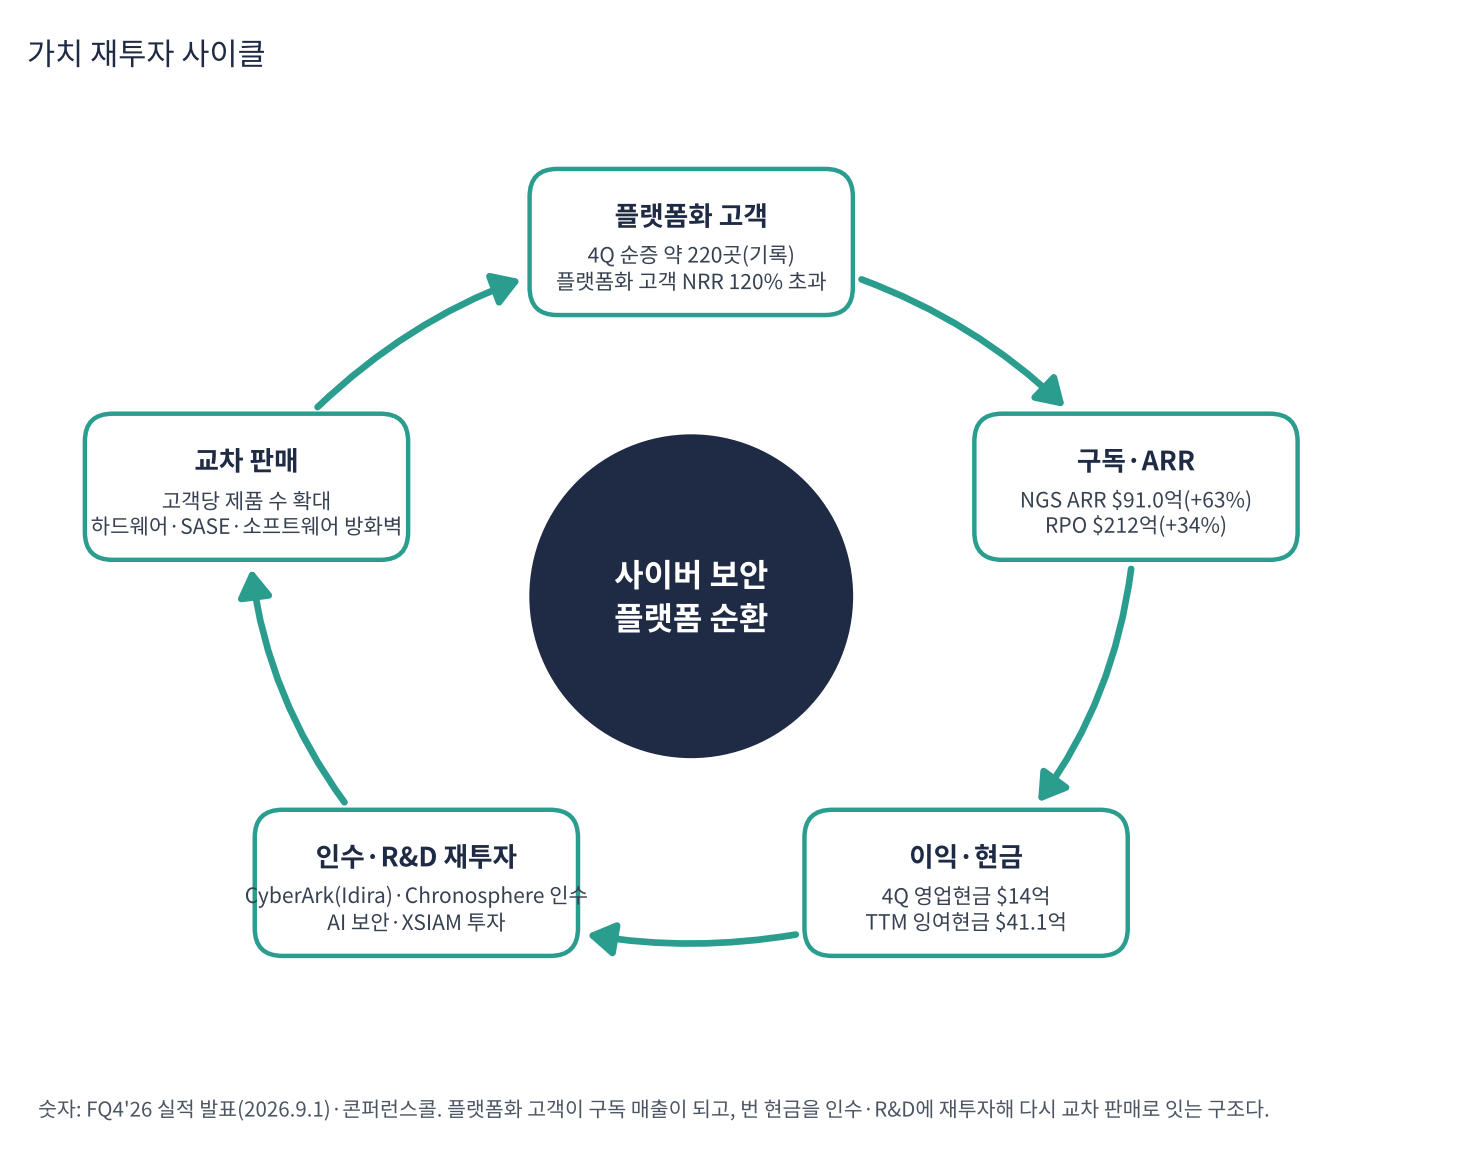 가치 재투자 사이클
플랫폼화 고객
4Q 순증 약 220곳(기록)
플랫폼화 고객 NRR 120% 초과
구독·ARR
NGS ARR $91.0억(+63%)
RPO $212억(+34%)
이익·현금
4Q 영업현금 $14억
TTM 잉여현금 $41.1억
인수·R&D 재투자
CyberArk(Idira)·Chronosphere 인수
AI 보안·XSIAM 투자
교차 판매
고객당 제품 수 확대
하드웨어·SASE·소프트웨어 방화벽
사이버 보안
플랫폼 순환
숫자: FQ4'26 실적 발표(2026.9.1)·콘퍼런스콜. 플랫폼화 고객이 구독 매출이 되고, 번 현금을 인수·R&D에 재투자해 다시 교차 판매로 잇는 구조다.